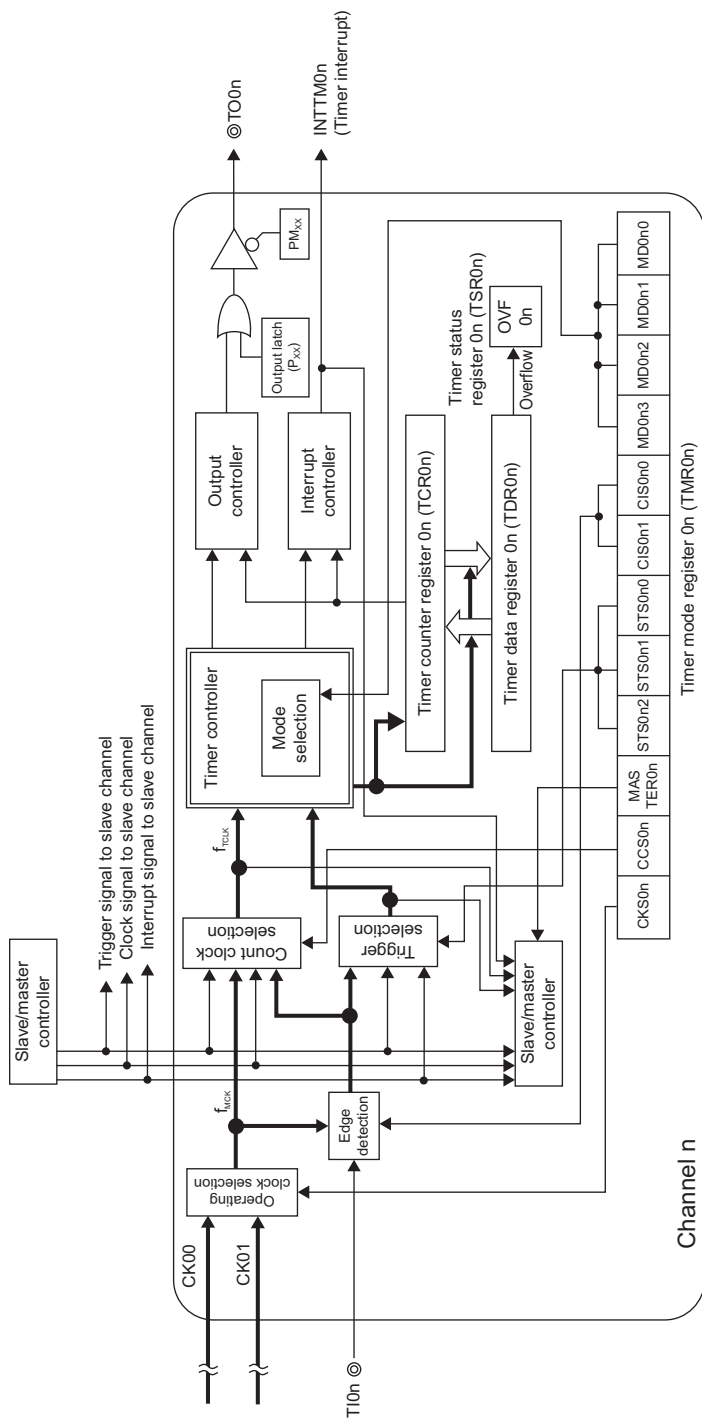 Slave/master
controller
Trigger signal to slave channel
Clock signal to slave channel
Interrupt signal to slave channel
CK00
CK01
TI0n
Operating
clock selection
fMCK
Edge
detection
Count clock
selection
Trigger
selection
fTCLK
Slave/master
controller
Timer controller
Mode
selection
Output
controller
Interrupt
controller
Output latch
(Pxx)
PMxx
TO0n
INTTM0n
(Timer interrupt)
Timer counter register 0n (TCR0n)
Timer data register 0n (TDR0n)
Timer status
register 0n (TSR0n)
Overflow
OVF
0n
CKS0n
CCS0n
MAS
TER0n
STS0n2
STS0n1
STS0n0
CIS0n1
CIS0n0
MD0n3
MD0n2
MD0n1
MD0n0
Timer mode register 0n (TMR0n)
Channel n